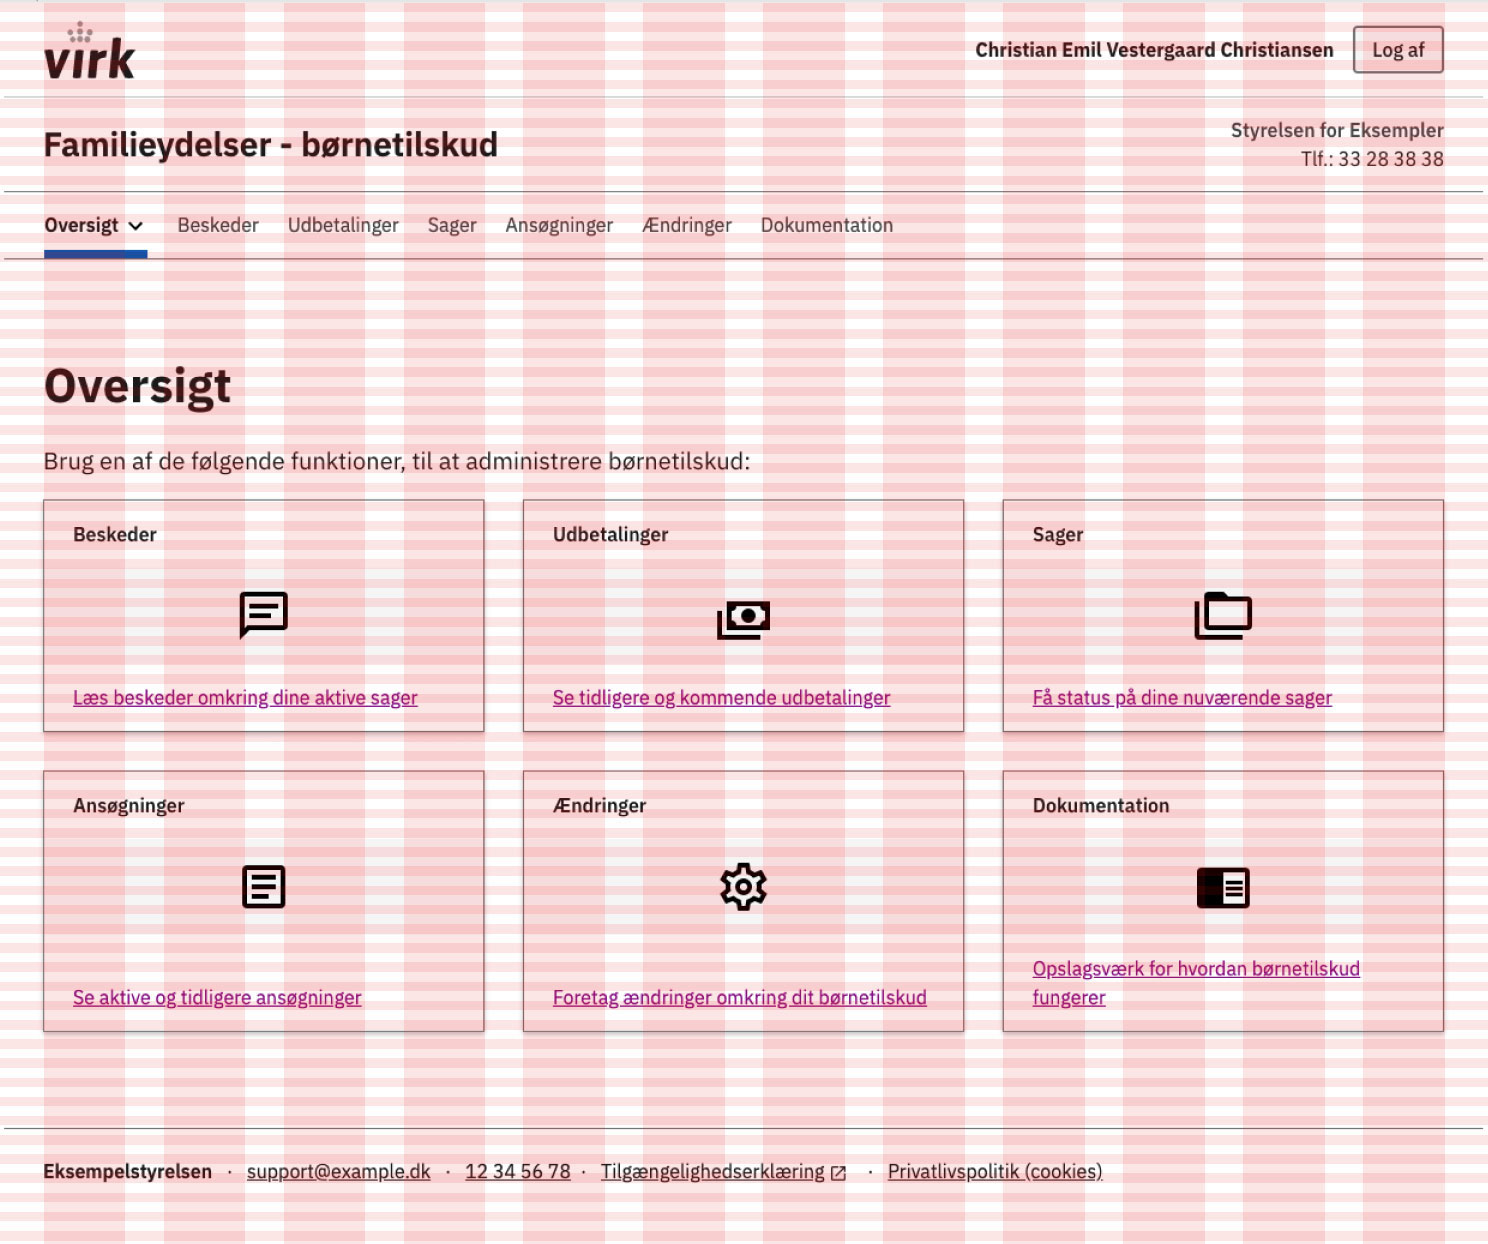 virk
Christian Emil Vestergaard Christiansen
Log af
Familieydelser - børnetilskud
Styrelsen for Eksempler
Tlf.: 33 28 38 38
Oversigt Beskeder Udbetalinger Sager Ansøgninger Ændringer Dokumentation
Oversigt
Brug en af de følgende funktioner, til at administrere børnetilskud:
Beskeder
Læs beskeder omkring dine aktive sager
Udbetalinger
Se tidligere og kommende udbetalinger
Sager
Få status på dine nuværende sager
Ansøgninger
Se aktive og tidligere ansøgninger
Ændringer
Foretag ændringer omkring dit børnetilskud
Dokumentation
Opslagsværk for hvordan børnetilskud
fungerer
Eksempelstyrelsen · support@example.dk · 12 34 56 78 · Tilgængelighedserklæring · Privatlivspolitik (cookies)